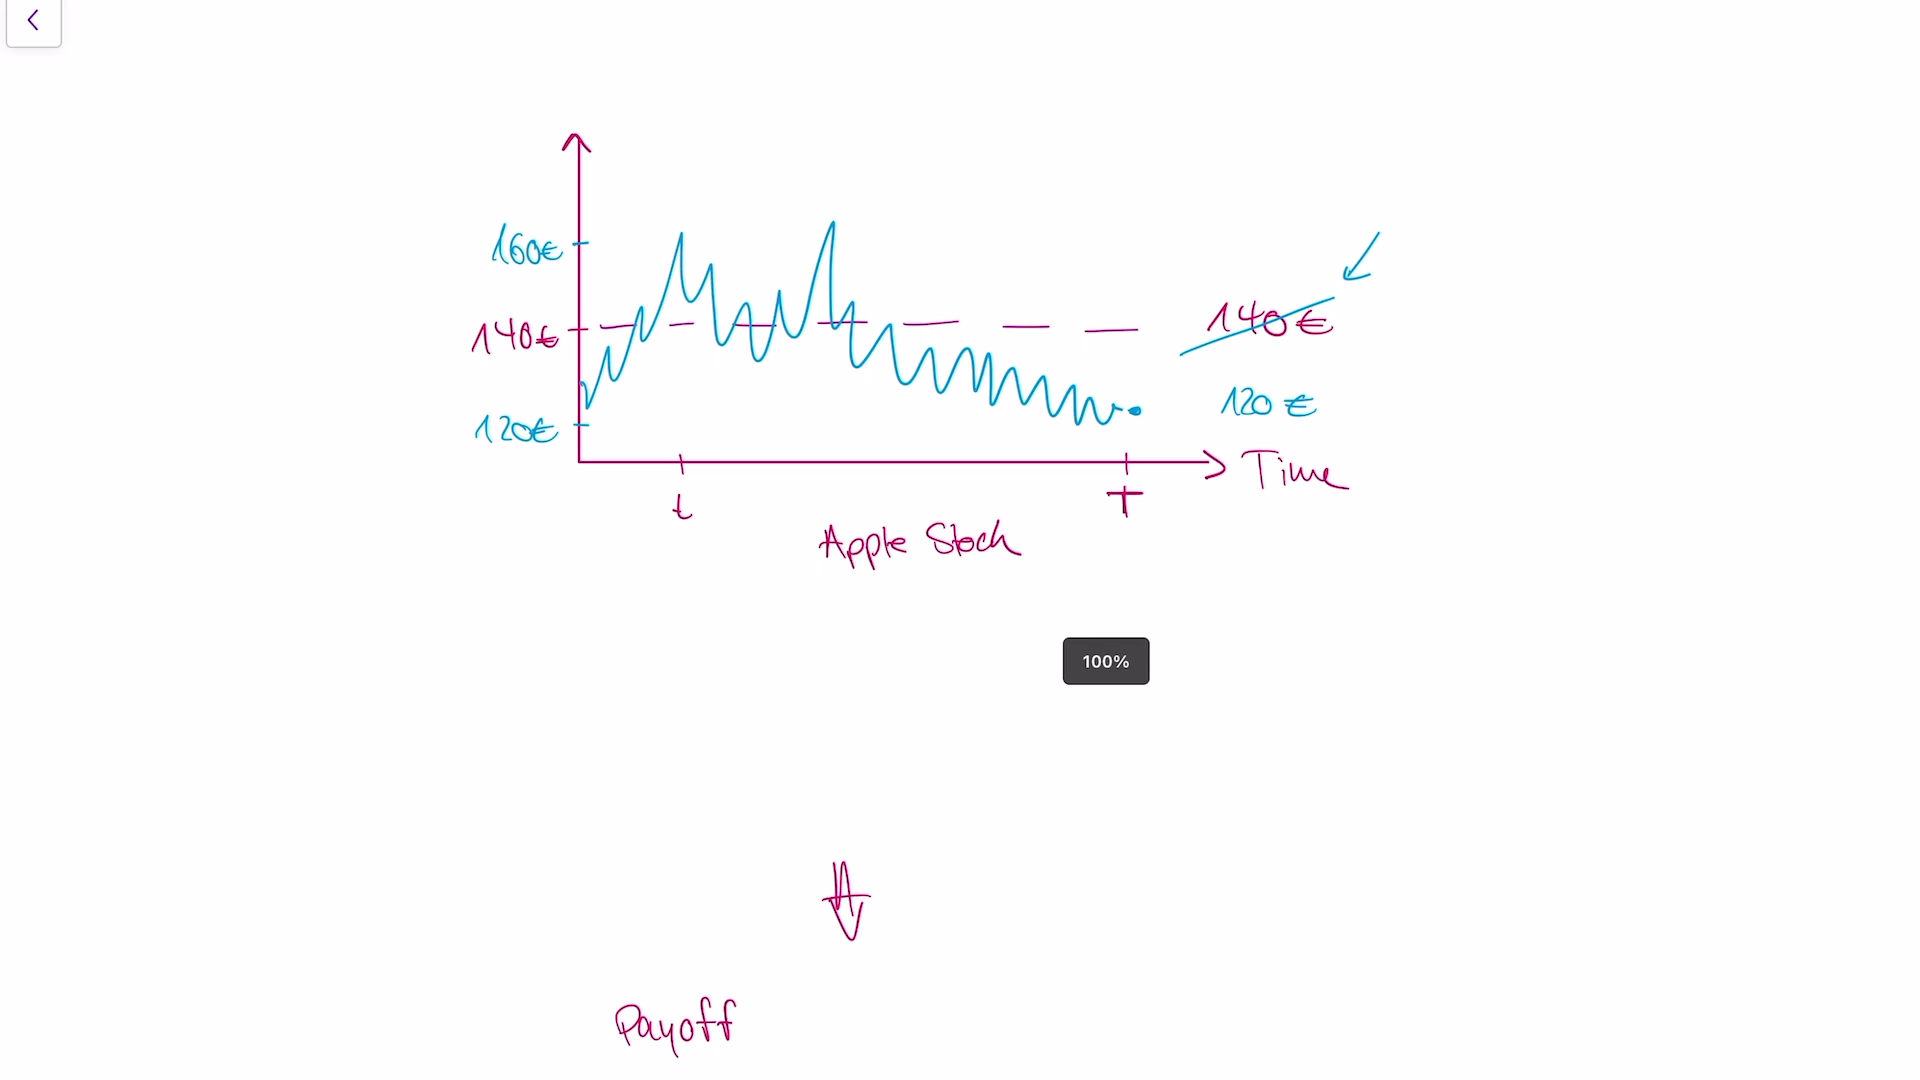 160€
140€
140€
120€
120€
Time
t
T
Apple Stock
100%
Payoff